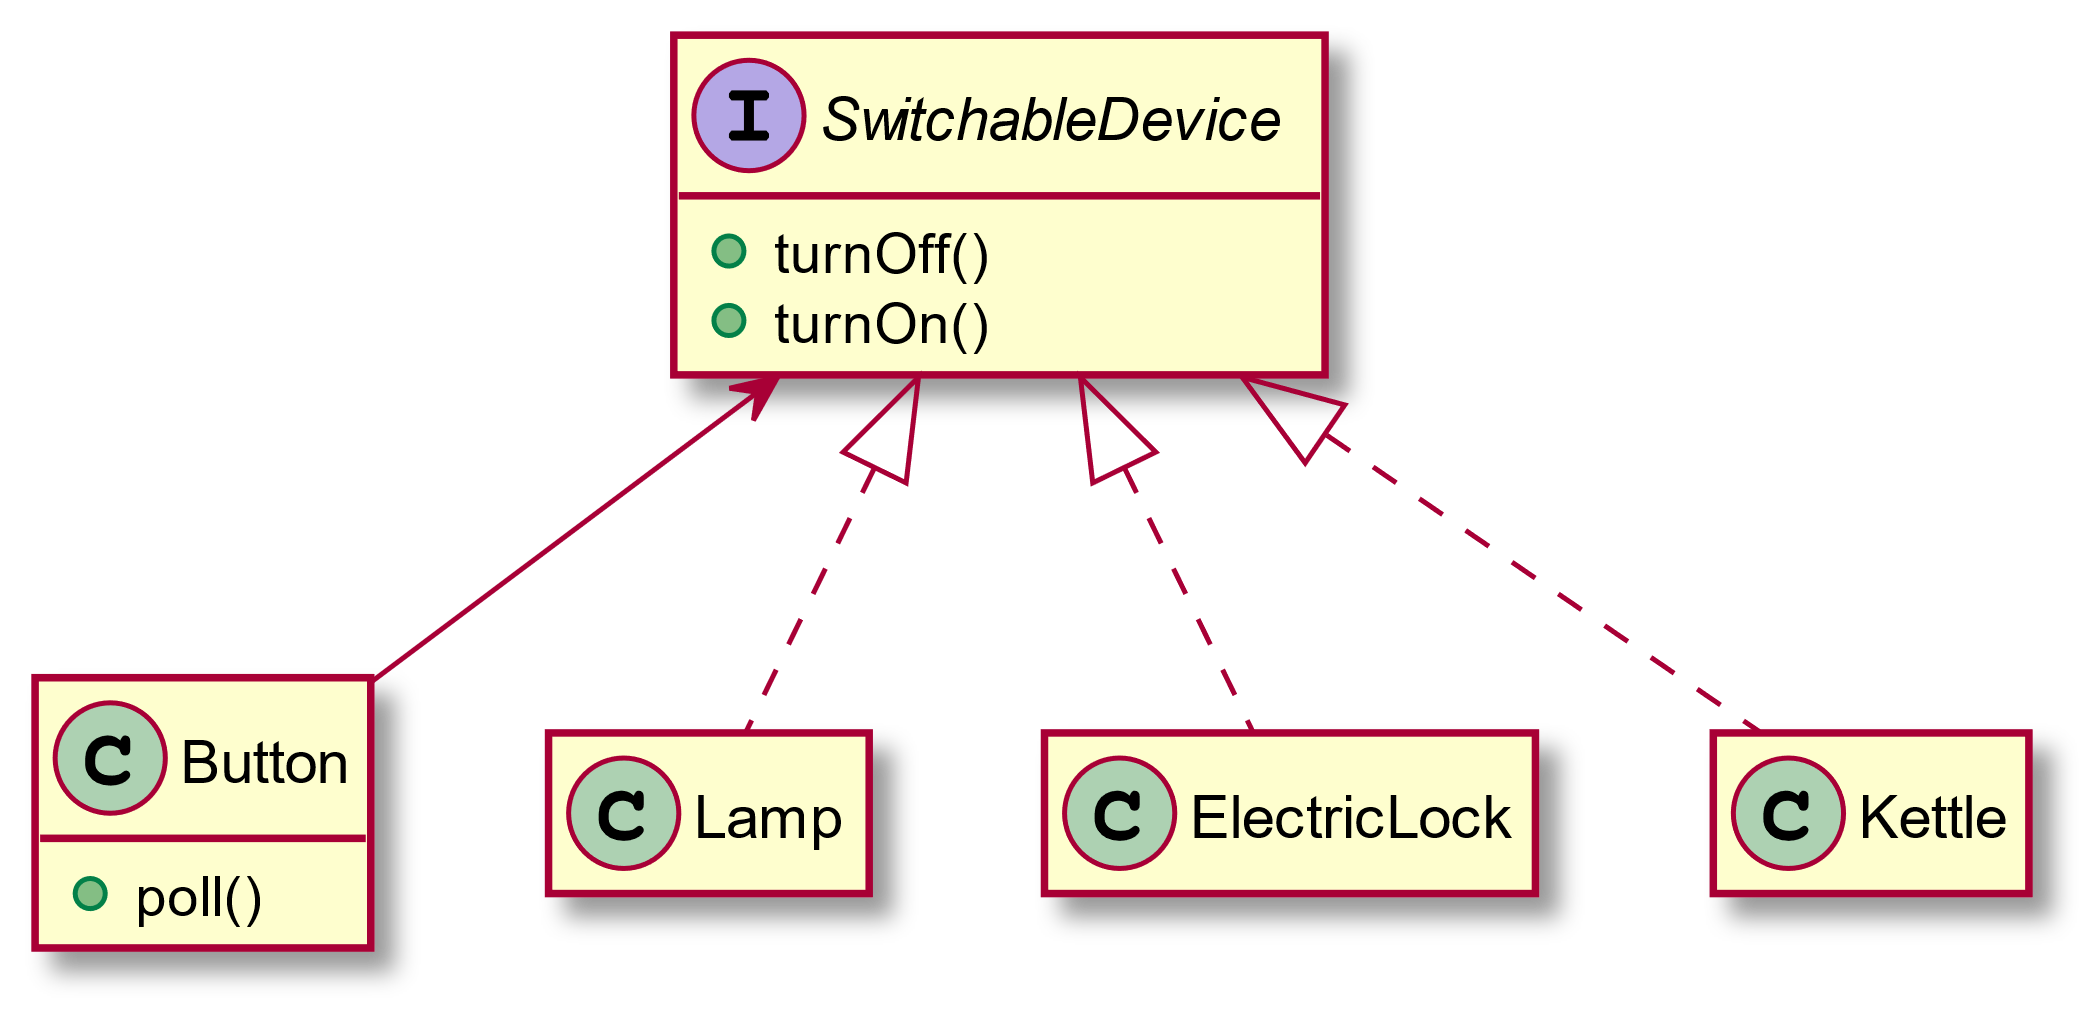 I SwitchableDevice
turnOff()
turnOn()
C Button
poll()
C Lamp
C ElectricLock
C Kettle